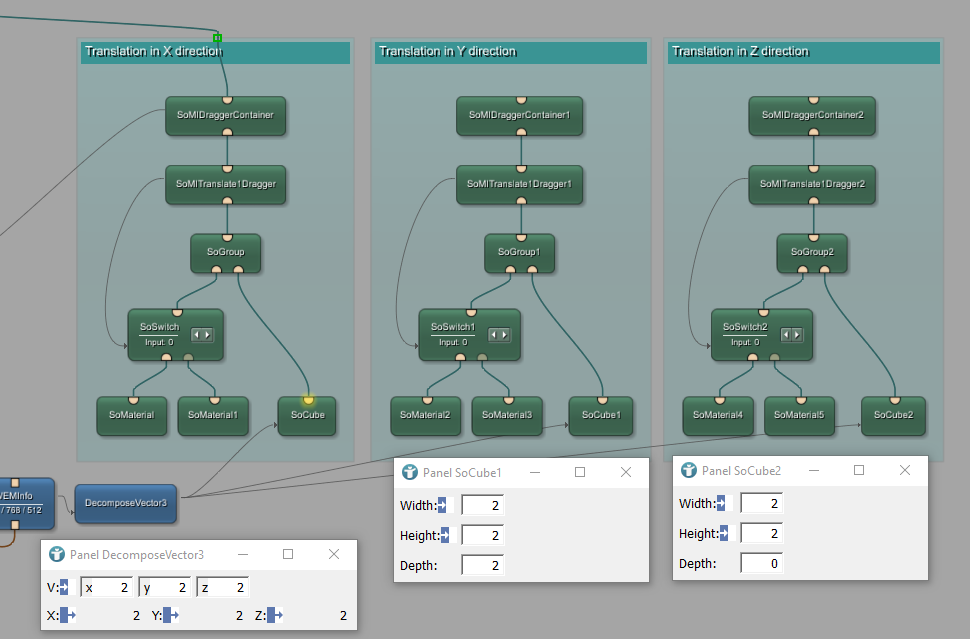 Translation in X direction
Translation in Y direction
Translation in Z direction
SoMIDraggerContainer
SoMIDraggerContainer1
SoMIDraggerContainer2
SoMITranslate1Dragger
SoMITranslate1Dragger1
SoMITranslate1Dragger2
SoGroup
SoGroup1
SoGroup2
SoSwitch
Input: 0
SoSwitch1
Input: 0
SoSwitch2
Input: 0
SoMaterial
SoMaterial1
SoCube
SoMaterial2
SoMaterial3
SoCube1
SoMaterial4
SoMaterial5
SoCube2
WEMInfo
/ 768 / 512
DecomposeVector3
Panel SoCube1
Width: 2
Height: 2
Depth: 2
Panel SoCube2
Width: 2
Height: 2
Depth: 0
Panel DecomposeVector3
V: x 2 y 2 z 2
X: 2 Y: 2 Z: 2